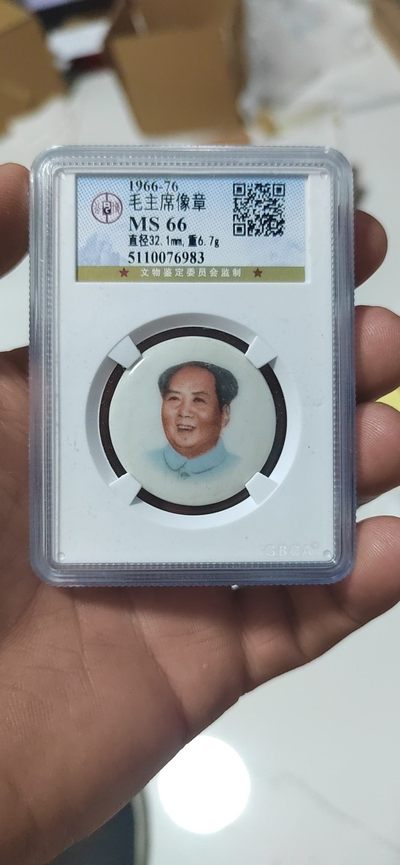 1966-76
毛主席像章
MS 66
直径32.1mm,重6.7g
5110076983
★ 文物鉴定委员会监制 ★
GBCA